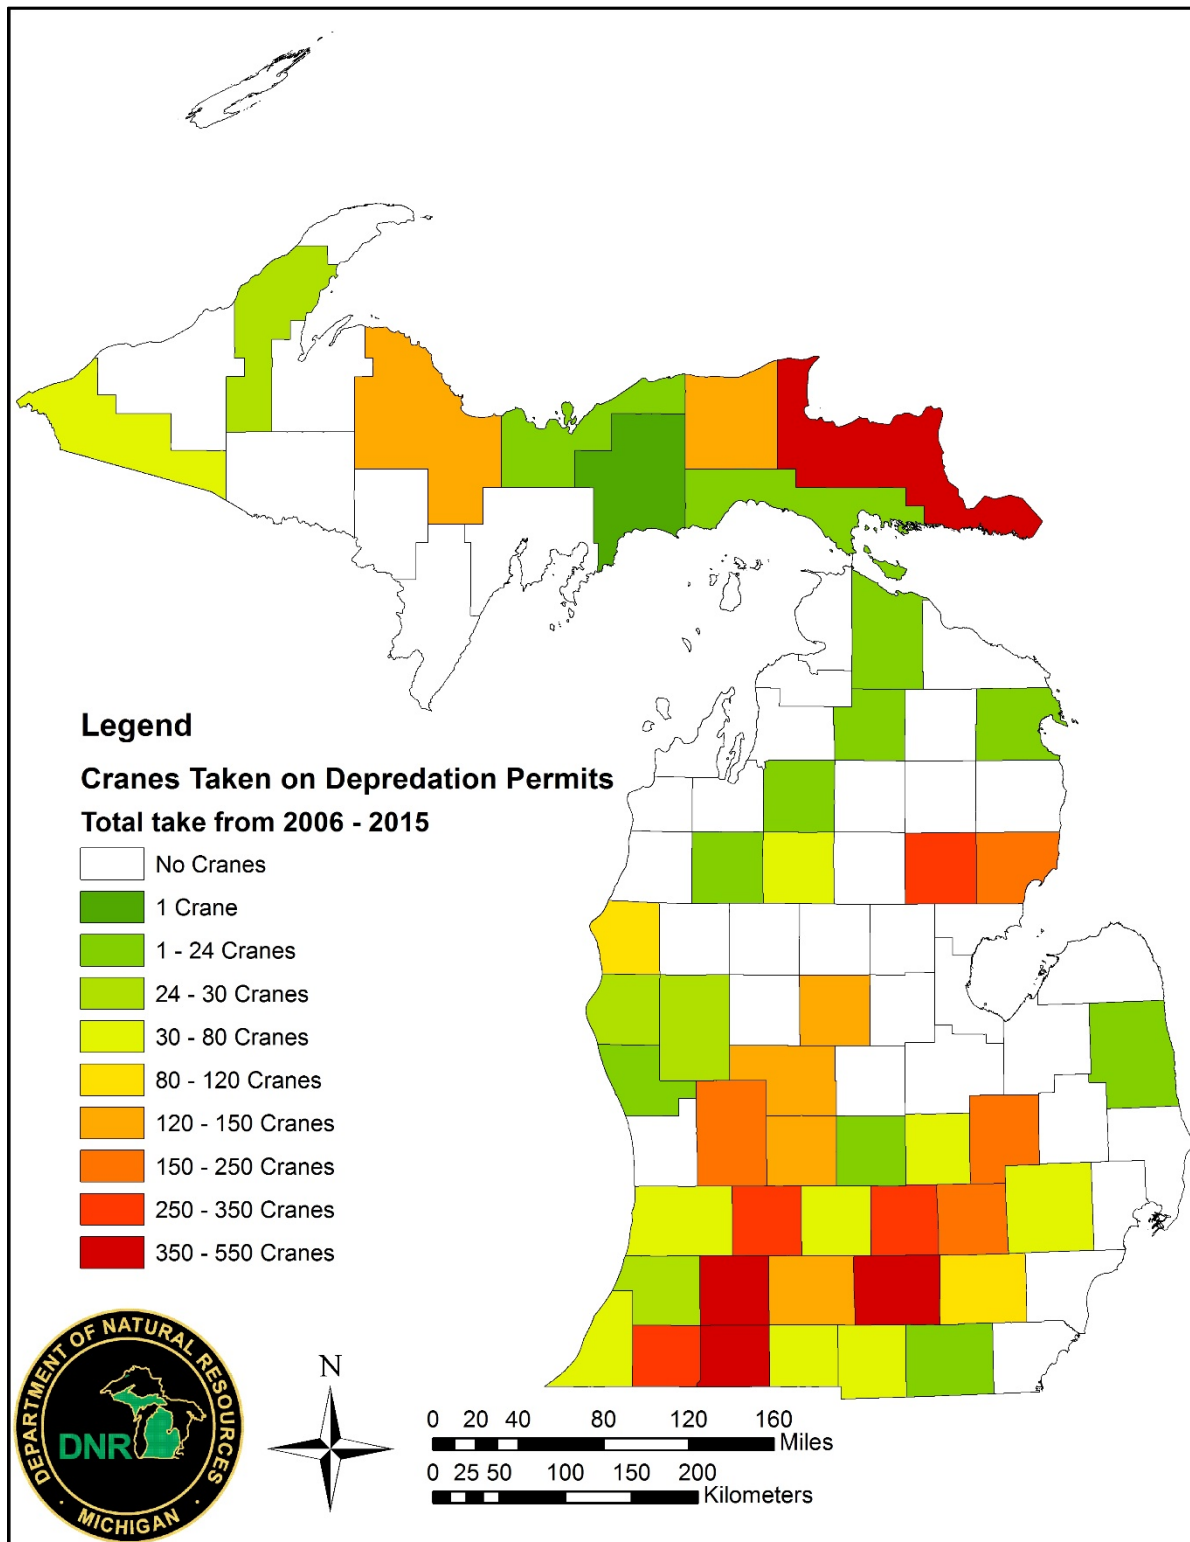 Legend
Cranes Taken on Depredation Permits
Total take from 2006 - 2015
No Cranes
1 Crane
1 - 24 Cranes
24 - 30 Cranes
30 - 80 Cranes
80 - 120 Cranes
120 - 150 Cranes
150 - 250 Cranes
250 - 350 Cranes
350 - 550 Cranes
DEPARTMENT OF NATURAL RESOURCES
DNR
• MICHIGAN •
N
0 20 40 80 120 160
Miles
0 25 50 100 150 200
Kilometers